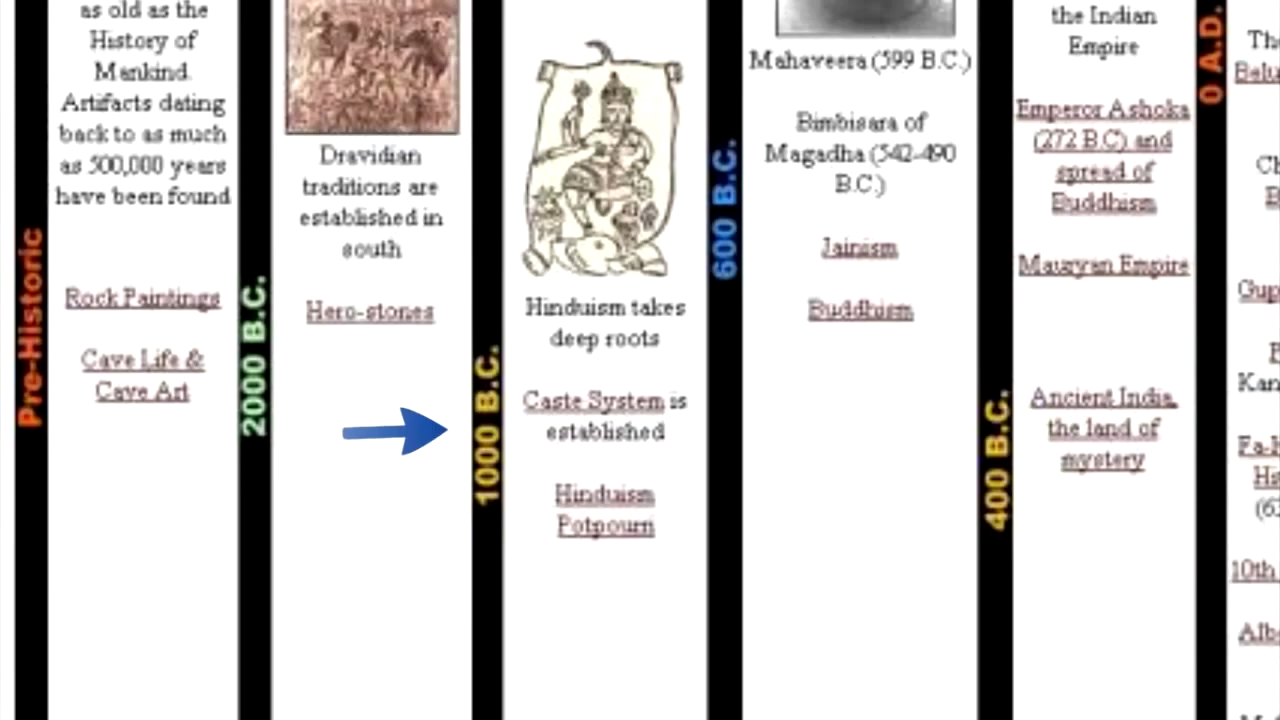 Pre-Historic
as old as the
History of
Mankind.
Artifacts dating
back to as much
as 500,000 years
have been found
Rock Paintings
Cave Life &
Cave Art
2000 B.C.
Dravidian
traditions are
established in
south
Hero-stones
1000 B.C.
Hinduism takes
deep roots
Caste System is
established
Hinduism
Potpourri
600 B.C.
Mahaveera (599 B.C.)
Bimbisara of
Magadha (542-490
B.C.)
Jainism
Buddhism
400 B.C.
the Indian
Empire
Emperor Ashoka
(272 B.C) and
spread of
Buddhism
Mauryan Empire
Ancient India,
the land of
mystery
0 A.D.
10th